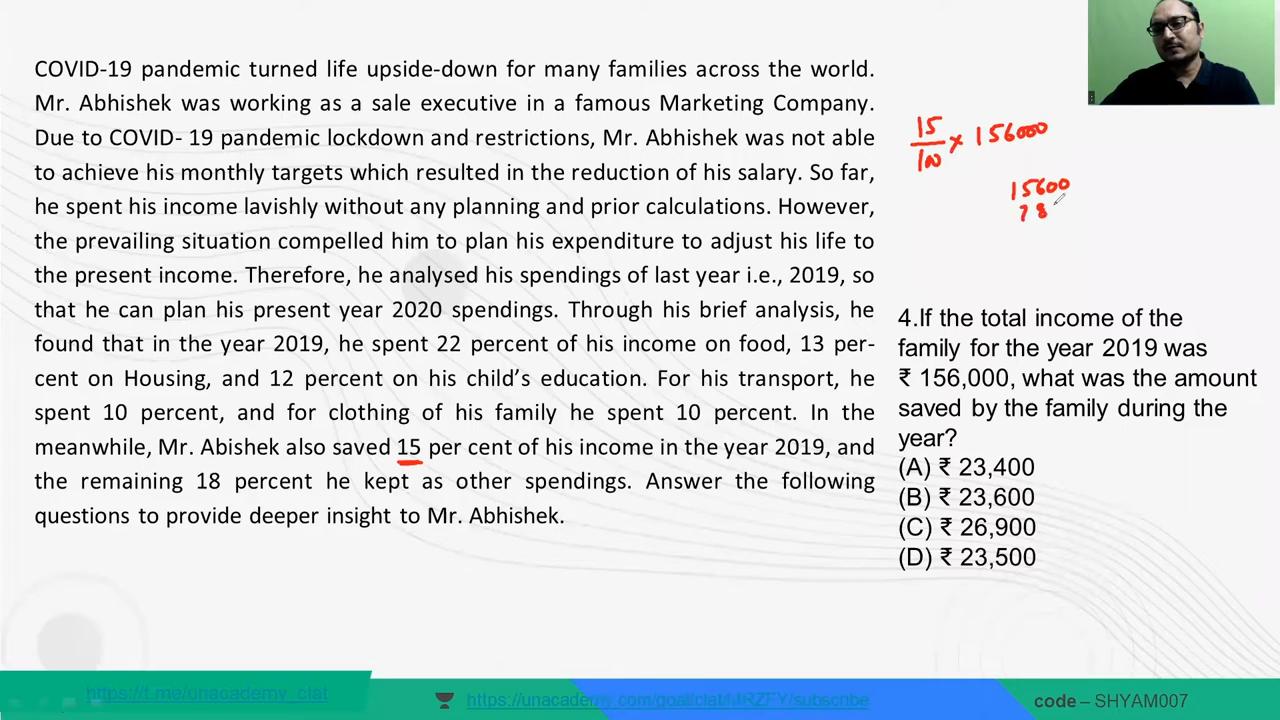 COVID-19 pandemic turned life upside-down for many families across the world.
Mr. Abhishek was working as a sale executive in a famous Marketing Company.
Due to COVID- 19 pandemic lockdown and restrictions, Mr. Abhishek was not able
to achieve his monthly targets which resulted in the reduction of his salary. So far,
he spent his income lavishly without any planning and prior calculations. However,
the prevailing situation compelled him to plan his expenditure to adjust his life to
the present income. Therefore, he analysed his spendings of last year i.e., 2019, so
that he can plan his present year 2020 spendings. Through his brief analysis, he
found that in the year 2019, he spent 22 percent of his income on food, 13 per-
cent on Housing, and 12 percent on his child’s education. For his transport, he
spent 10 percent, and for clothing of his family he spent 10 percent. In the
meanwhile, Mr. Abishek also saved 15 per cent of his income in the year 2019, and
the remaining 18 percent he kept as other spendings. Answer the following
questions to provide deeper insight to Mr. Abhishek.
15
100 × 156000
15600
78
4.If the total income of the
family for the year 2019 was
₹ 156,000, what was the amount
saved by the family during the
year?
(A) ₹ 23,400
(B) ₹ 23,600
(C) ₹ 26,900
(D) ₹ 23,500
https://t.me/unacademy_clat
https://unacademy.com/goal/clat/MRZFY/subscribe
code – SHYAM007